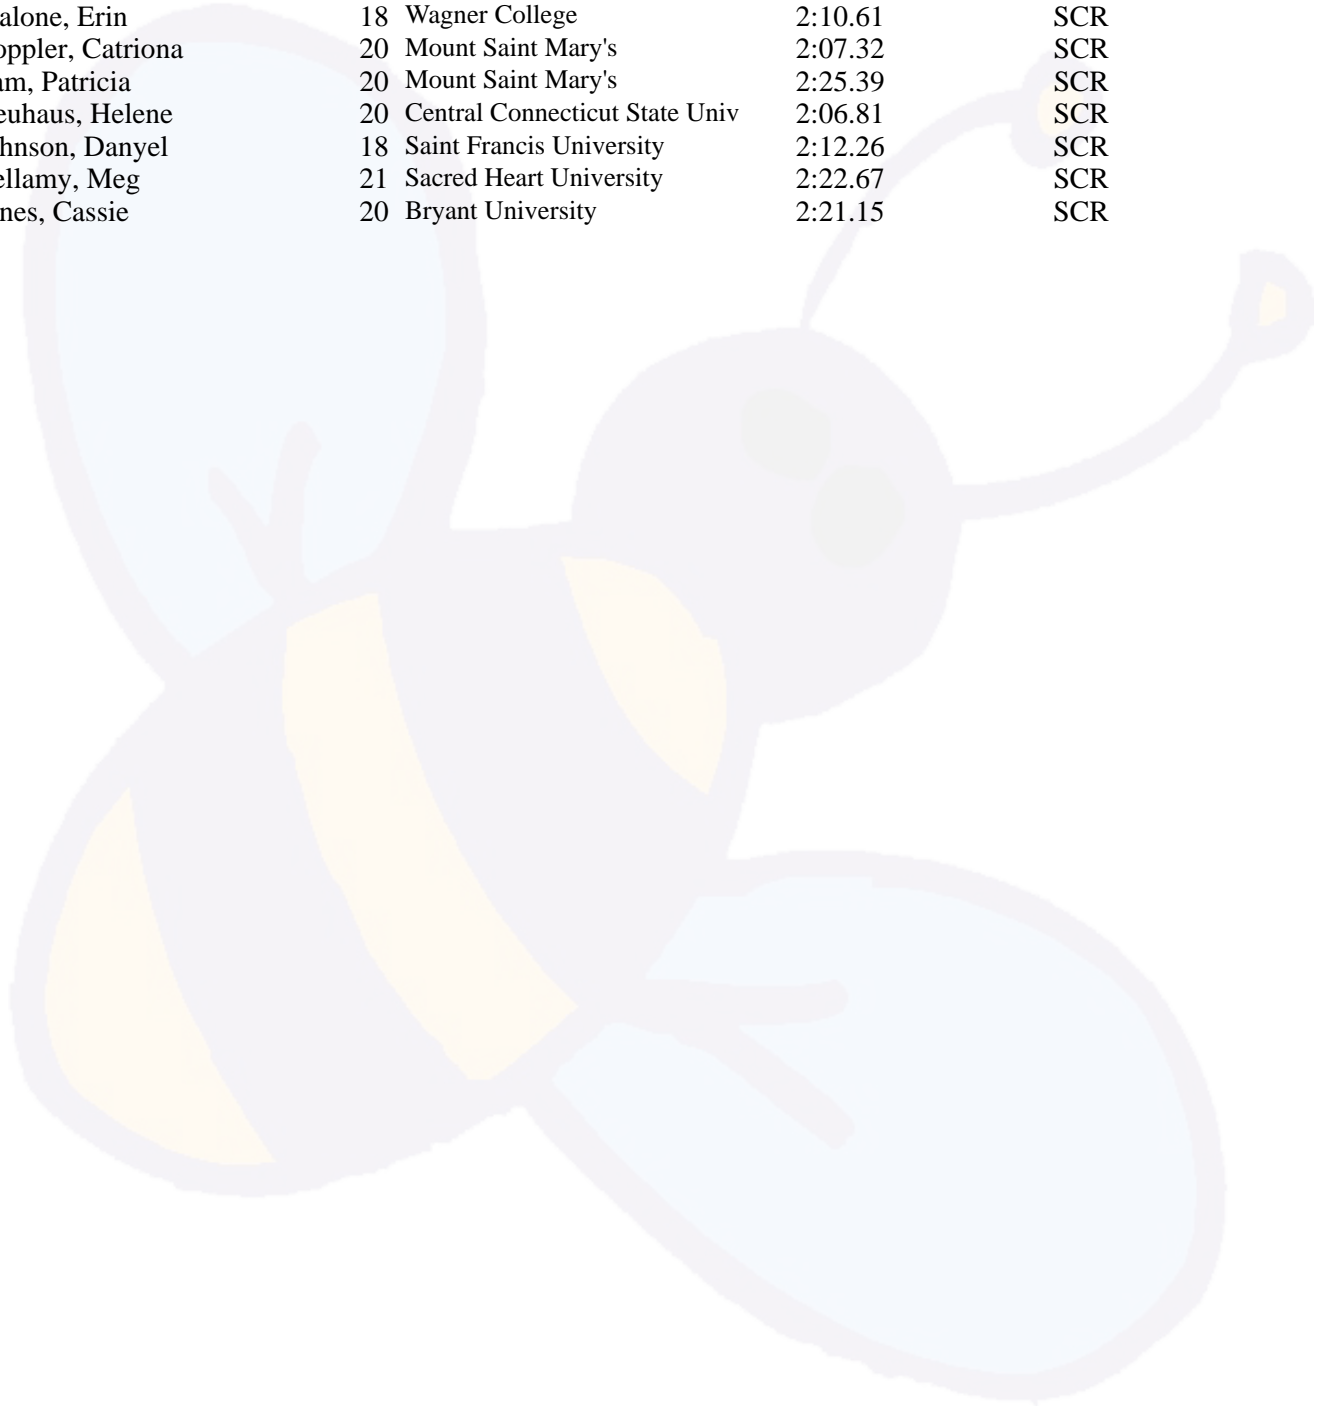 alone, Erin 18 Wagner College 2:10.61 SCR
oppler, Catriona 20 Mount Saint Mary's 2:07.32 SCR
am, Patricia 20 Mount Saint Mary's 2:25.39 SCR
euhaus, Helene 20 Central Connecticut State Univ 2:06.81 SCR
hnson, Danyel 18 Saint Francis University 2:12.26 SCR
ellamy, Meg 21 Sacred Heart University 2:22.67 SCR
nes, Cassie 20 Bryant University 2:21.15 SCR